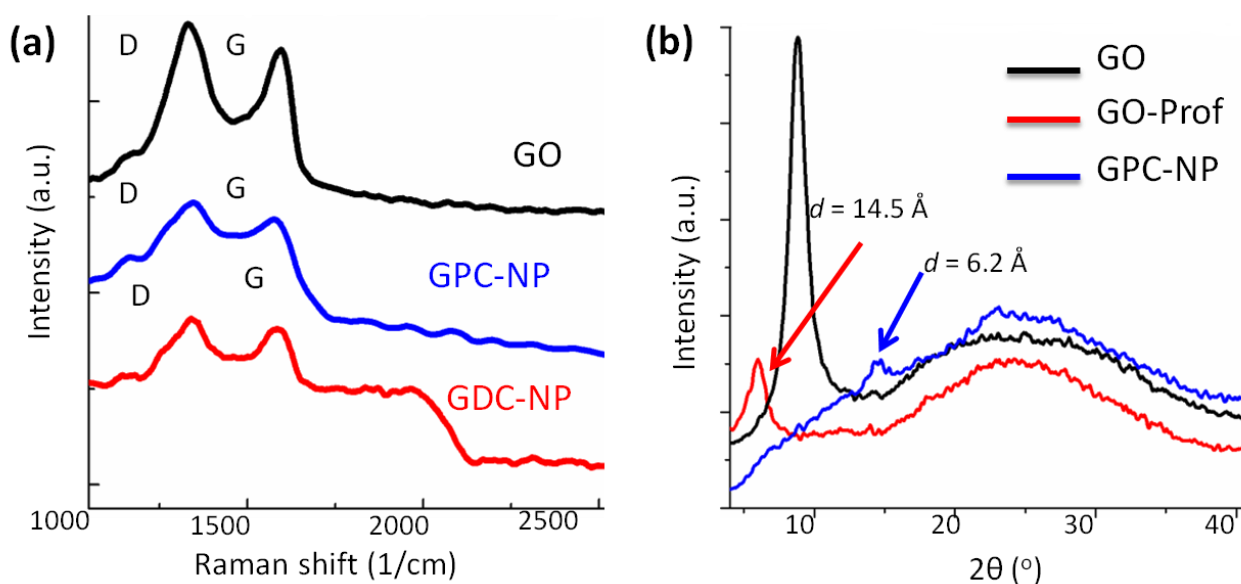 (a)
D
G
GO
D
G
GPC-NP
D
G
GDC-NP
Intensity (a.u.)
1000
1500
2000
2500
Raman shift (1/cm)
(b)
GO
GO-Prof
GPC-NP
d = 14.5 Å
d = 6.2 Å
Intensity (a.u.)
10
20
30
40
2θ (°)